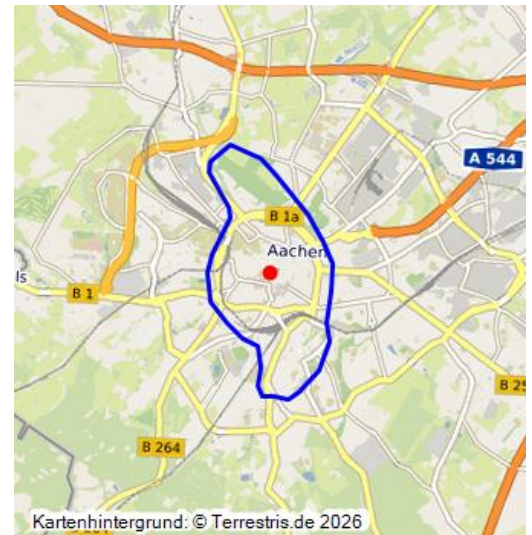 A 544
B 1a
Aachen
ls
B 1
B 25
B 264
Kartenhintergrund: © Terrestris.de 2026